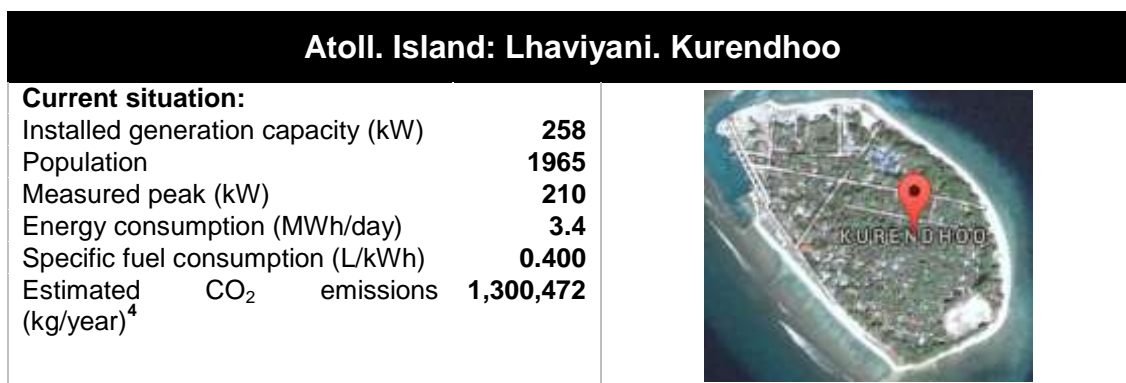 Atoll. Island: Lhaviyani. Kurendhoo
Current situation:
Installed generation capacity (kW) 258
Population 1965
Measured peak (kW) 210
Energy consumption (MWh/day) 3.4
Specific fuel consumption (L/kWh) 0.400
Estimated CO₂ emissions 1,300,472
(kg/year)⁴
KURENDHOO